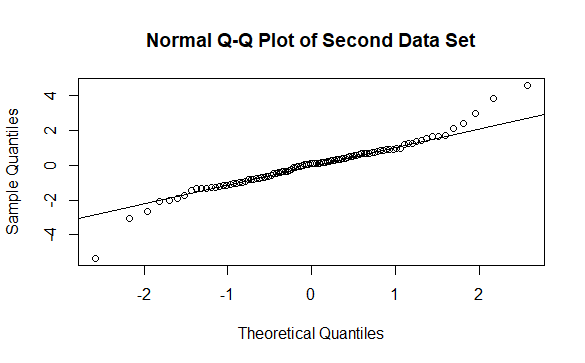 Normal Q-Q Plot of Second Data Set
Sample Quantiles
4
2
0
-2
-4
-2 -1 0 1 2
Theoretical Quantiles